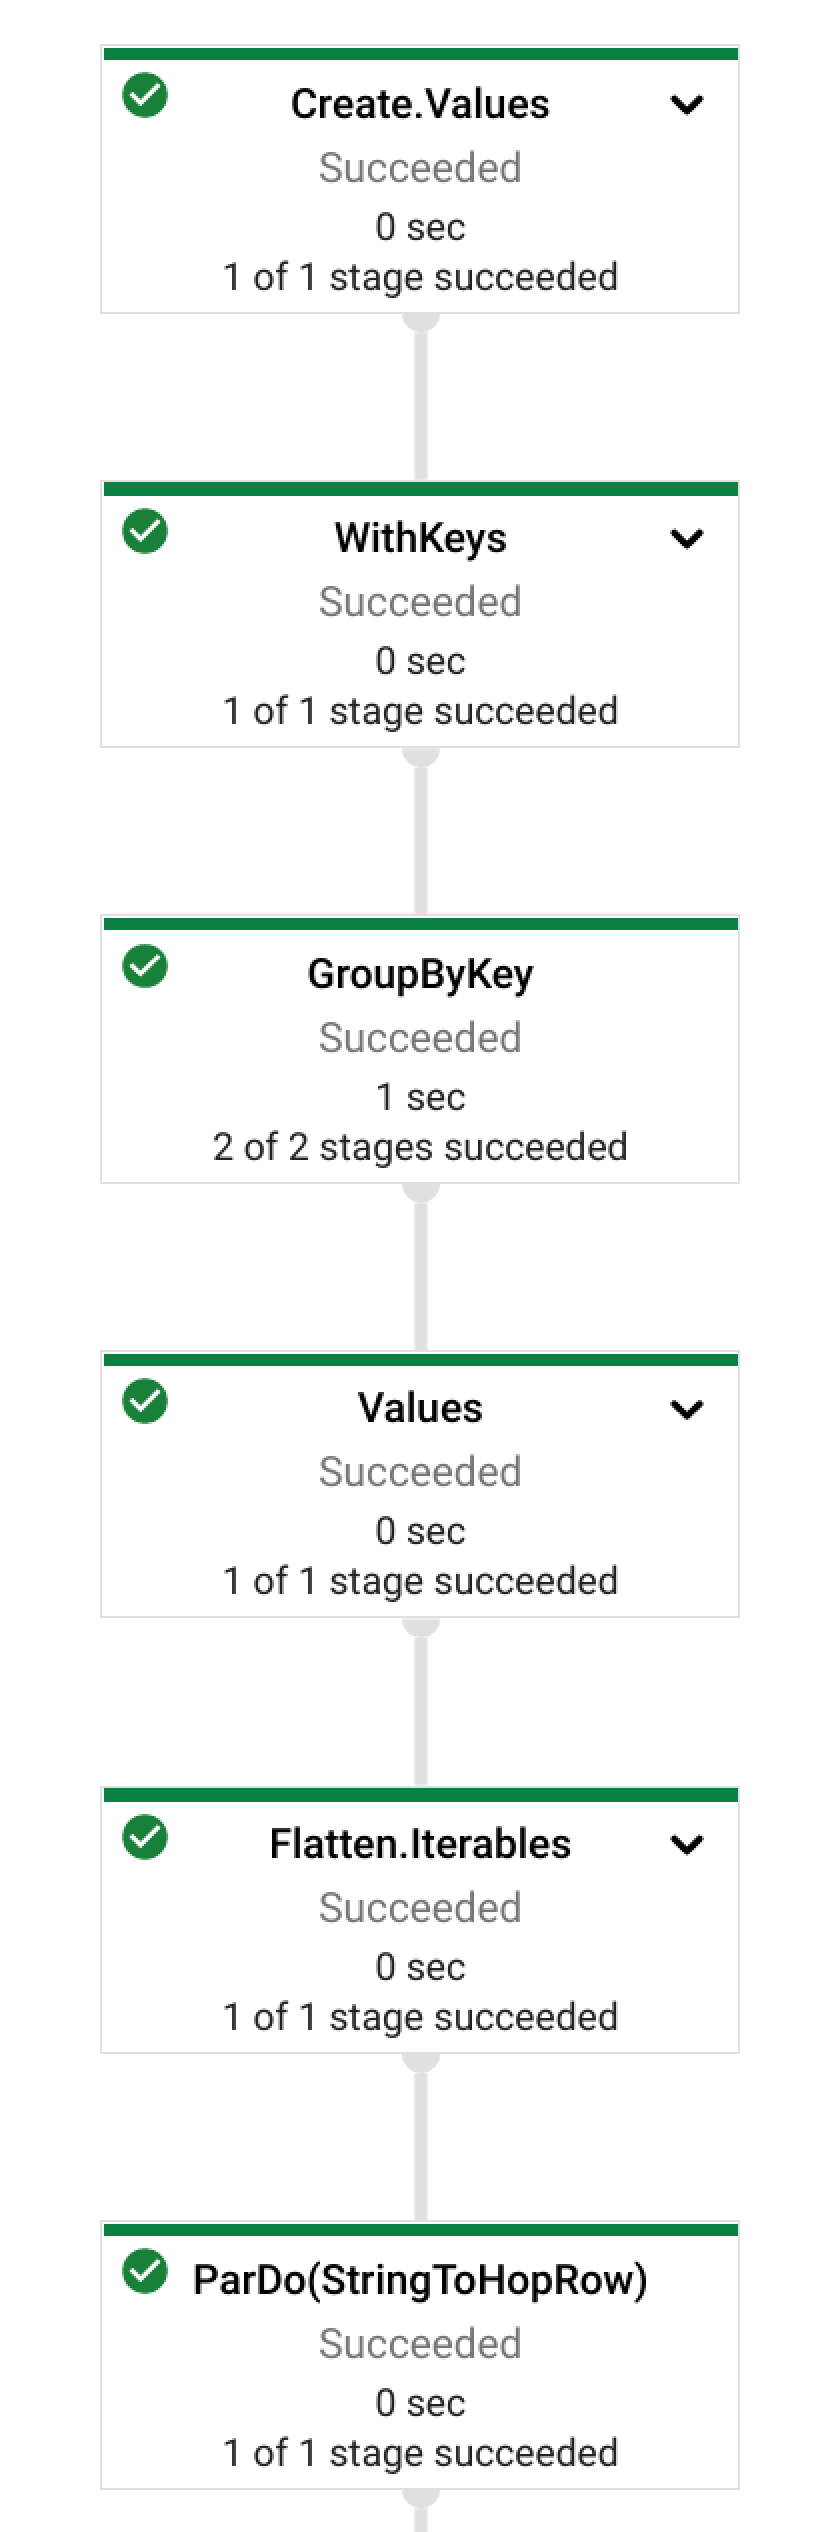 Create.Values
Succeeded
0 sec
1 of 1 stage succeeded
WithKeys
Succeeded
0 sec
1 of 1 stage succeeded
GroupByKey
Succeeded
1 sec
2 of 2 stages succeeded
Values
Succeeded
0 sec
1 of 1 stage succeeded
Flatten.Iterables
Succeeded
0 sec
1 of 1 stage succeeded
ParDo(StringToHopRow)
Succeeded
0 sec
1 of 1 stage succeeded